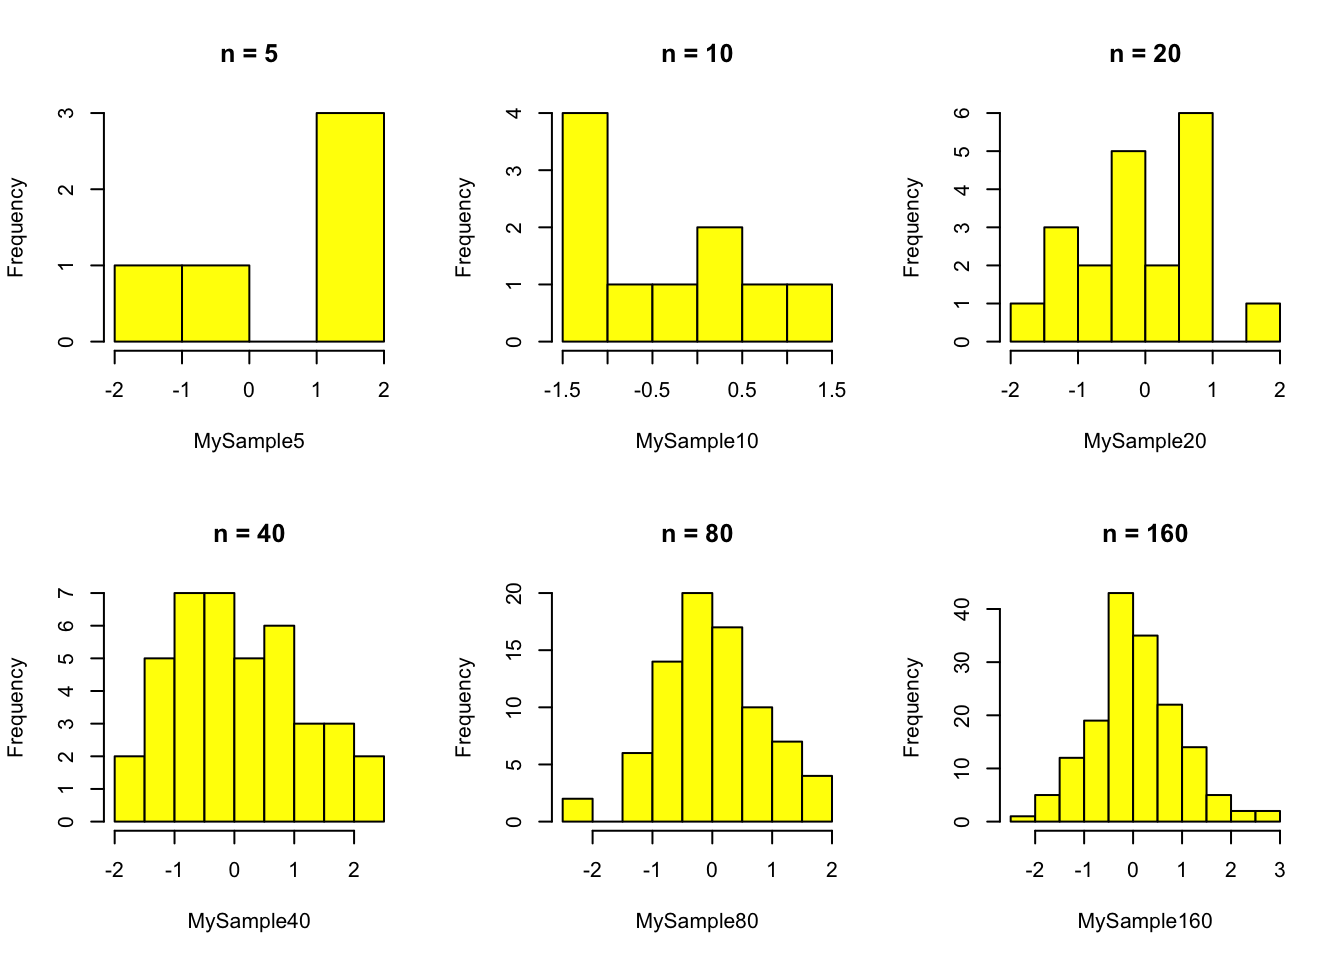 n = 5
Frequency
0 1 2 3
-2 -1 0 1 2
MySample5
n = 10
Frequency
0 1 2 3 4
-1.5 -0.5 0.5 1.5
MySample10
n = 20
Frequency
0 1 2 3 4 5 6
-2 -1 0 1 2
MySample20
n = 40
Frequency
0 1 2 3 4 5 6 7
-2 -1 0 1 2
MySample40
n = 80
Frequency
0 5 10 15 20
-2 -1 0 1 2
MySample80
n = 160
Frequency
0 10 20 30 40
-2 -1 0 1 2 3
MySample160